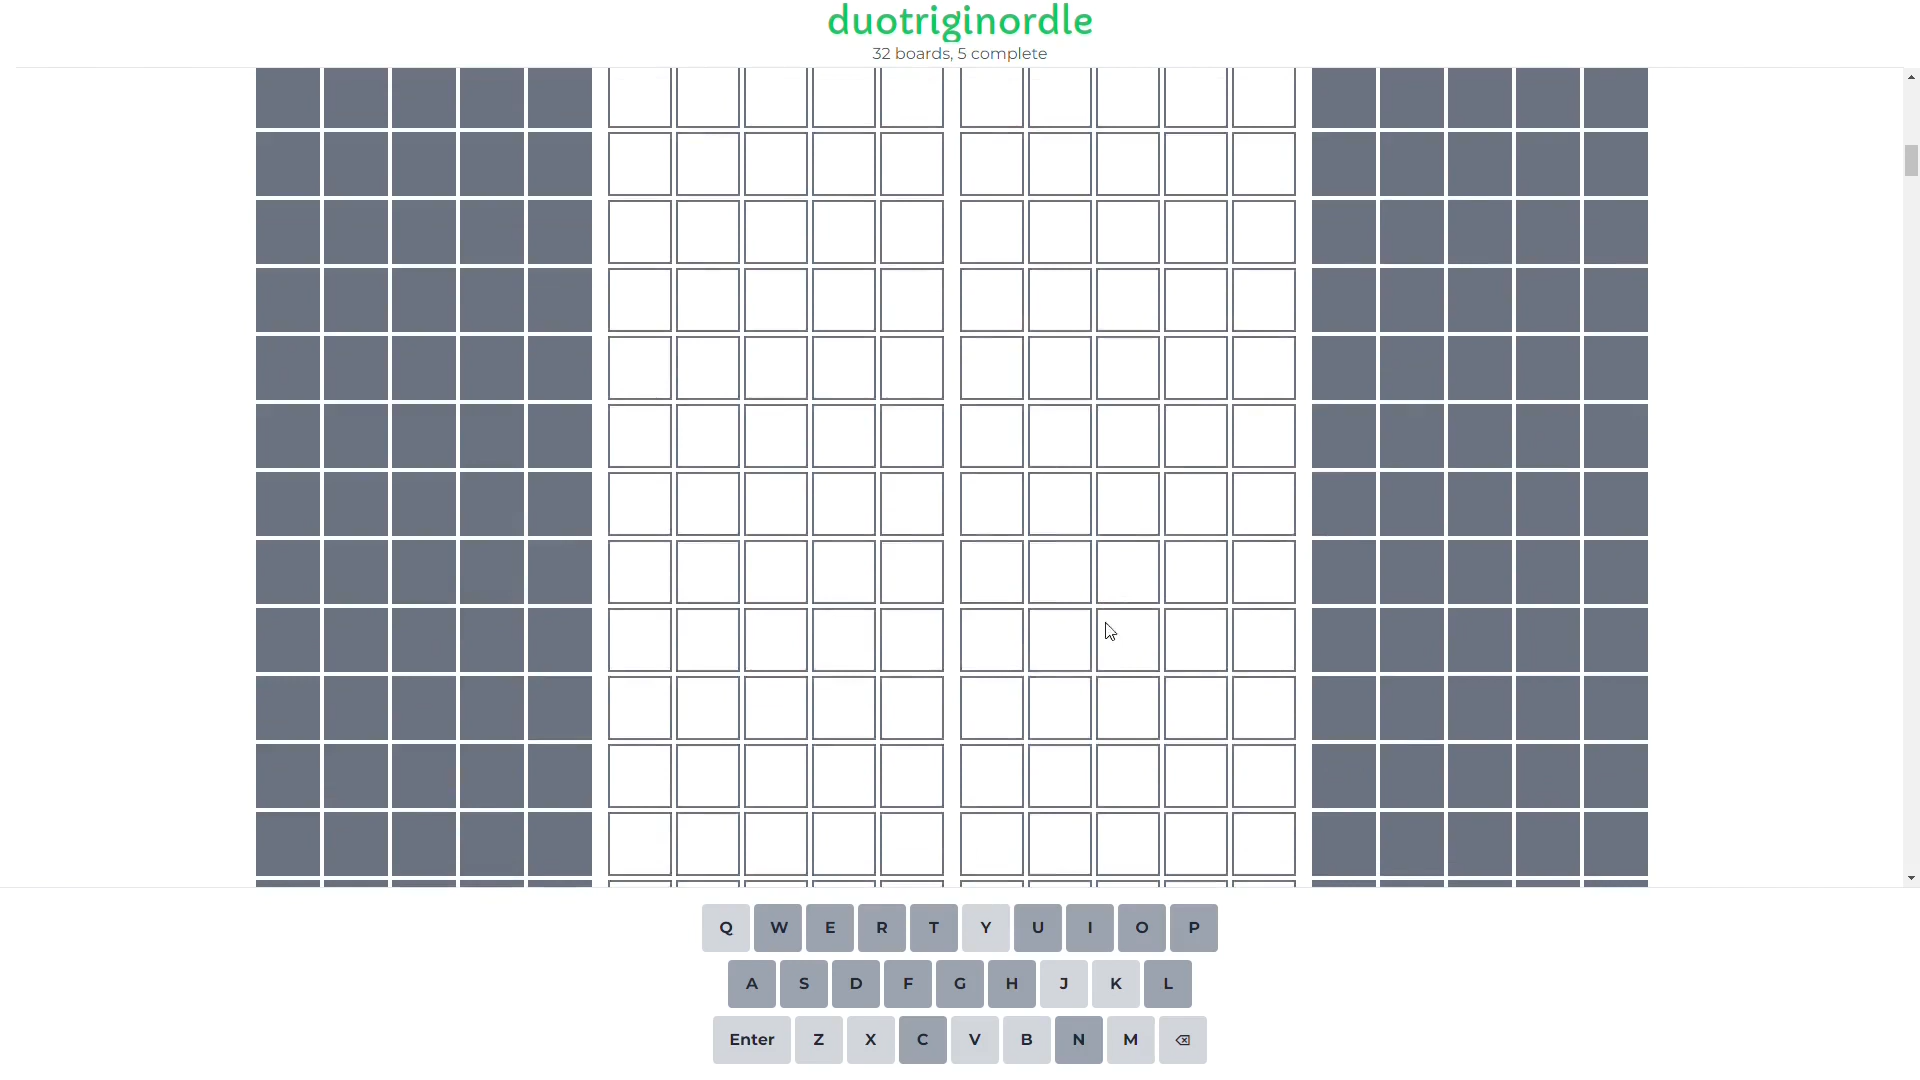 duotriginordle
32 boards, 5 complete
Q W E R T Y U I O P
A S D F G H J K L
Enter Z X C V B N M